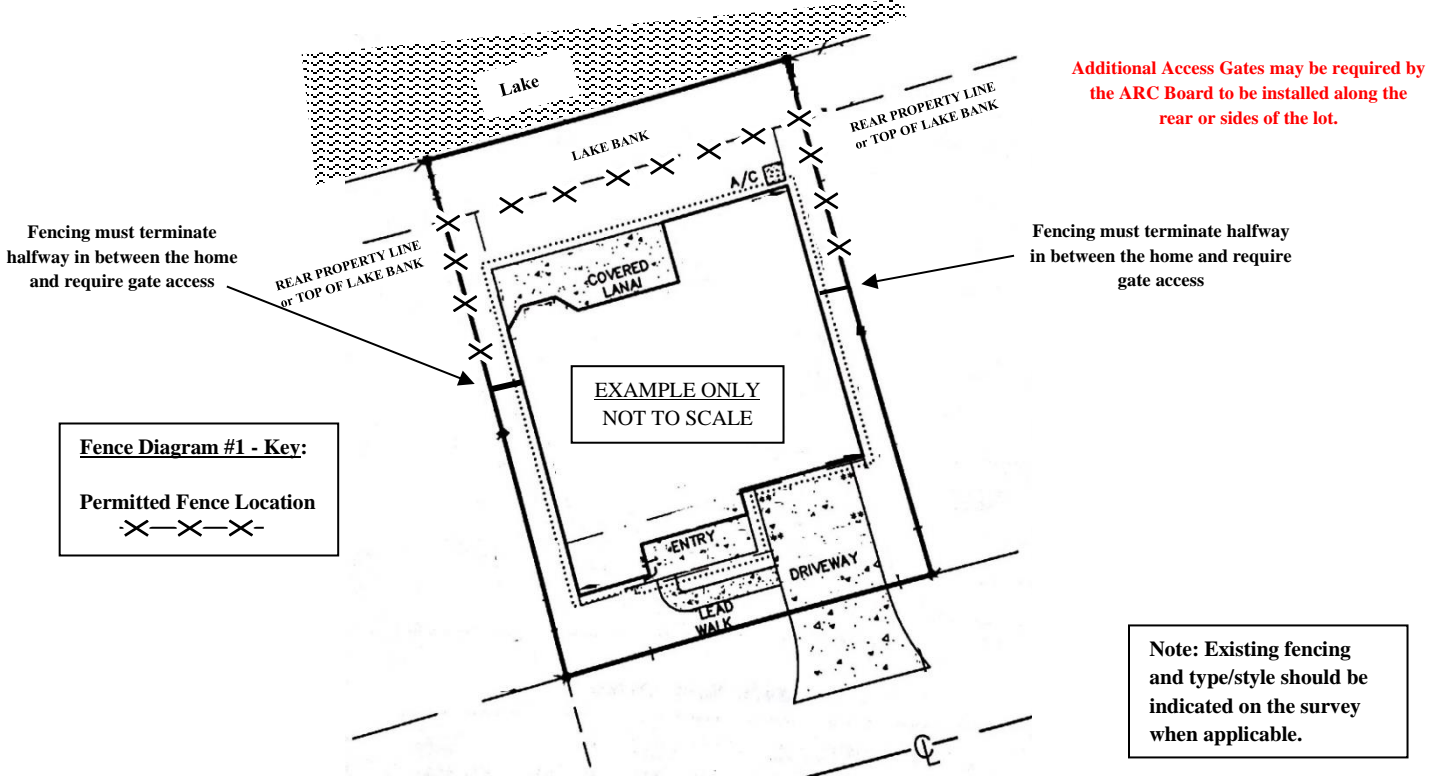 Lake
Additional Access Gates may be required by
the ARC Board to be installed along the
rear or sides of the lot.
REAR PROPERTY LINE
or TOP OF LAKE BANK
LAKE BANK
A/C
Fencing must terminate
halfway in between the home
and require gate access
Fencing must terminate halfway
in between the home and require
gate access
REAR PROPERTY LINE
or TOP OF LAKE BANK
COVERED
LANAI
EXAMPLE ONLY
NOT TO SCALE
Fence Diagram #1 - Key:
Permitted Fence Location
ENTRY
DRIVEWAY
LEAD
WALK
Note: Existing fencing
and type/style should be
indicated on the survey
when applicable.
CL